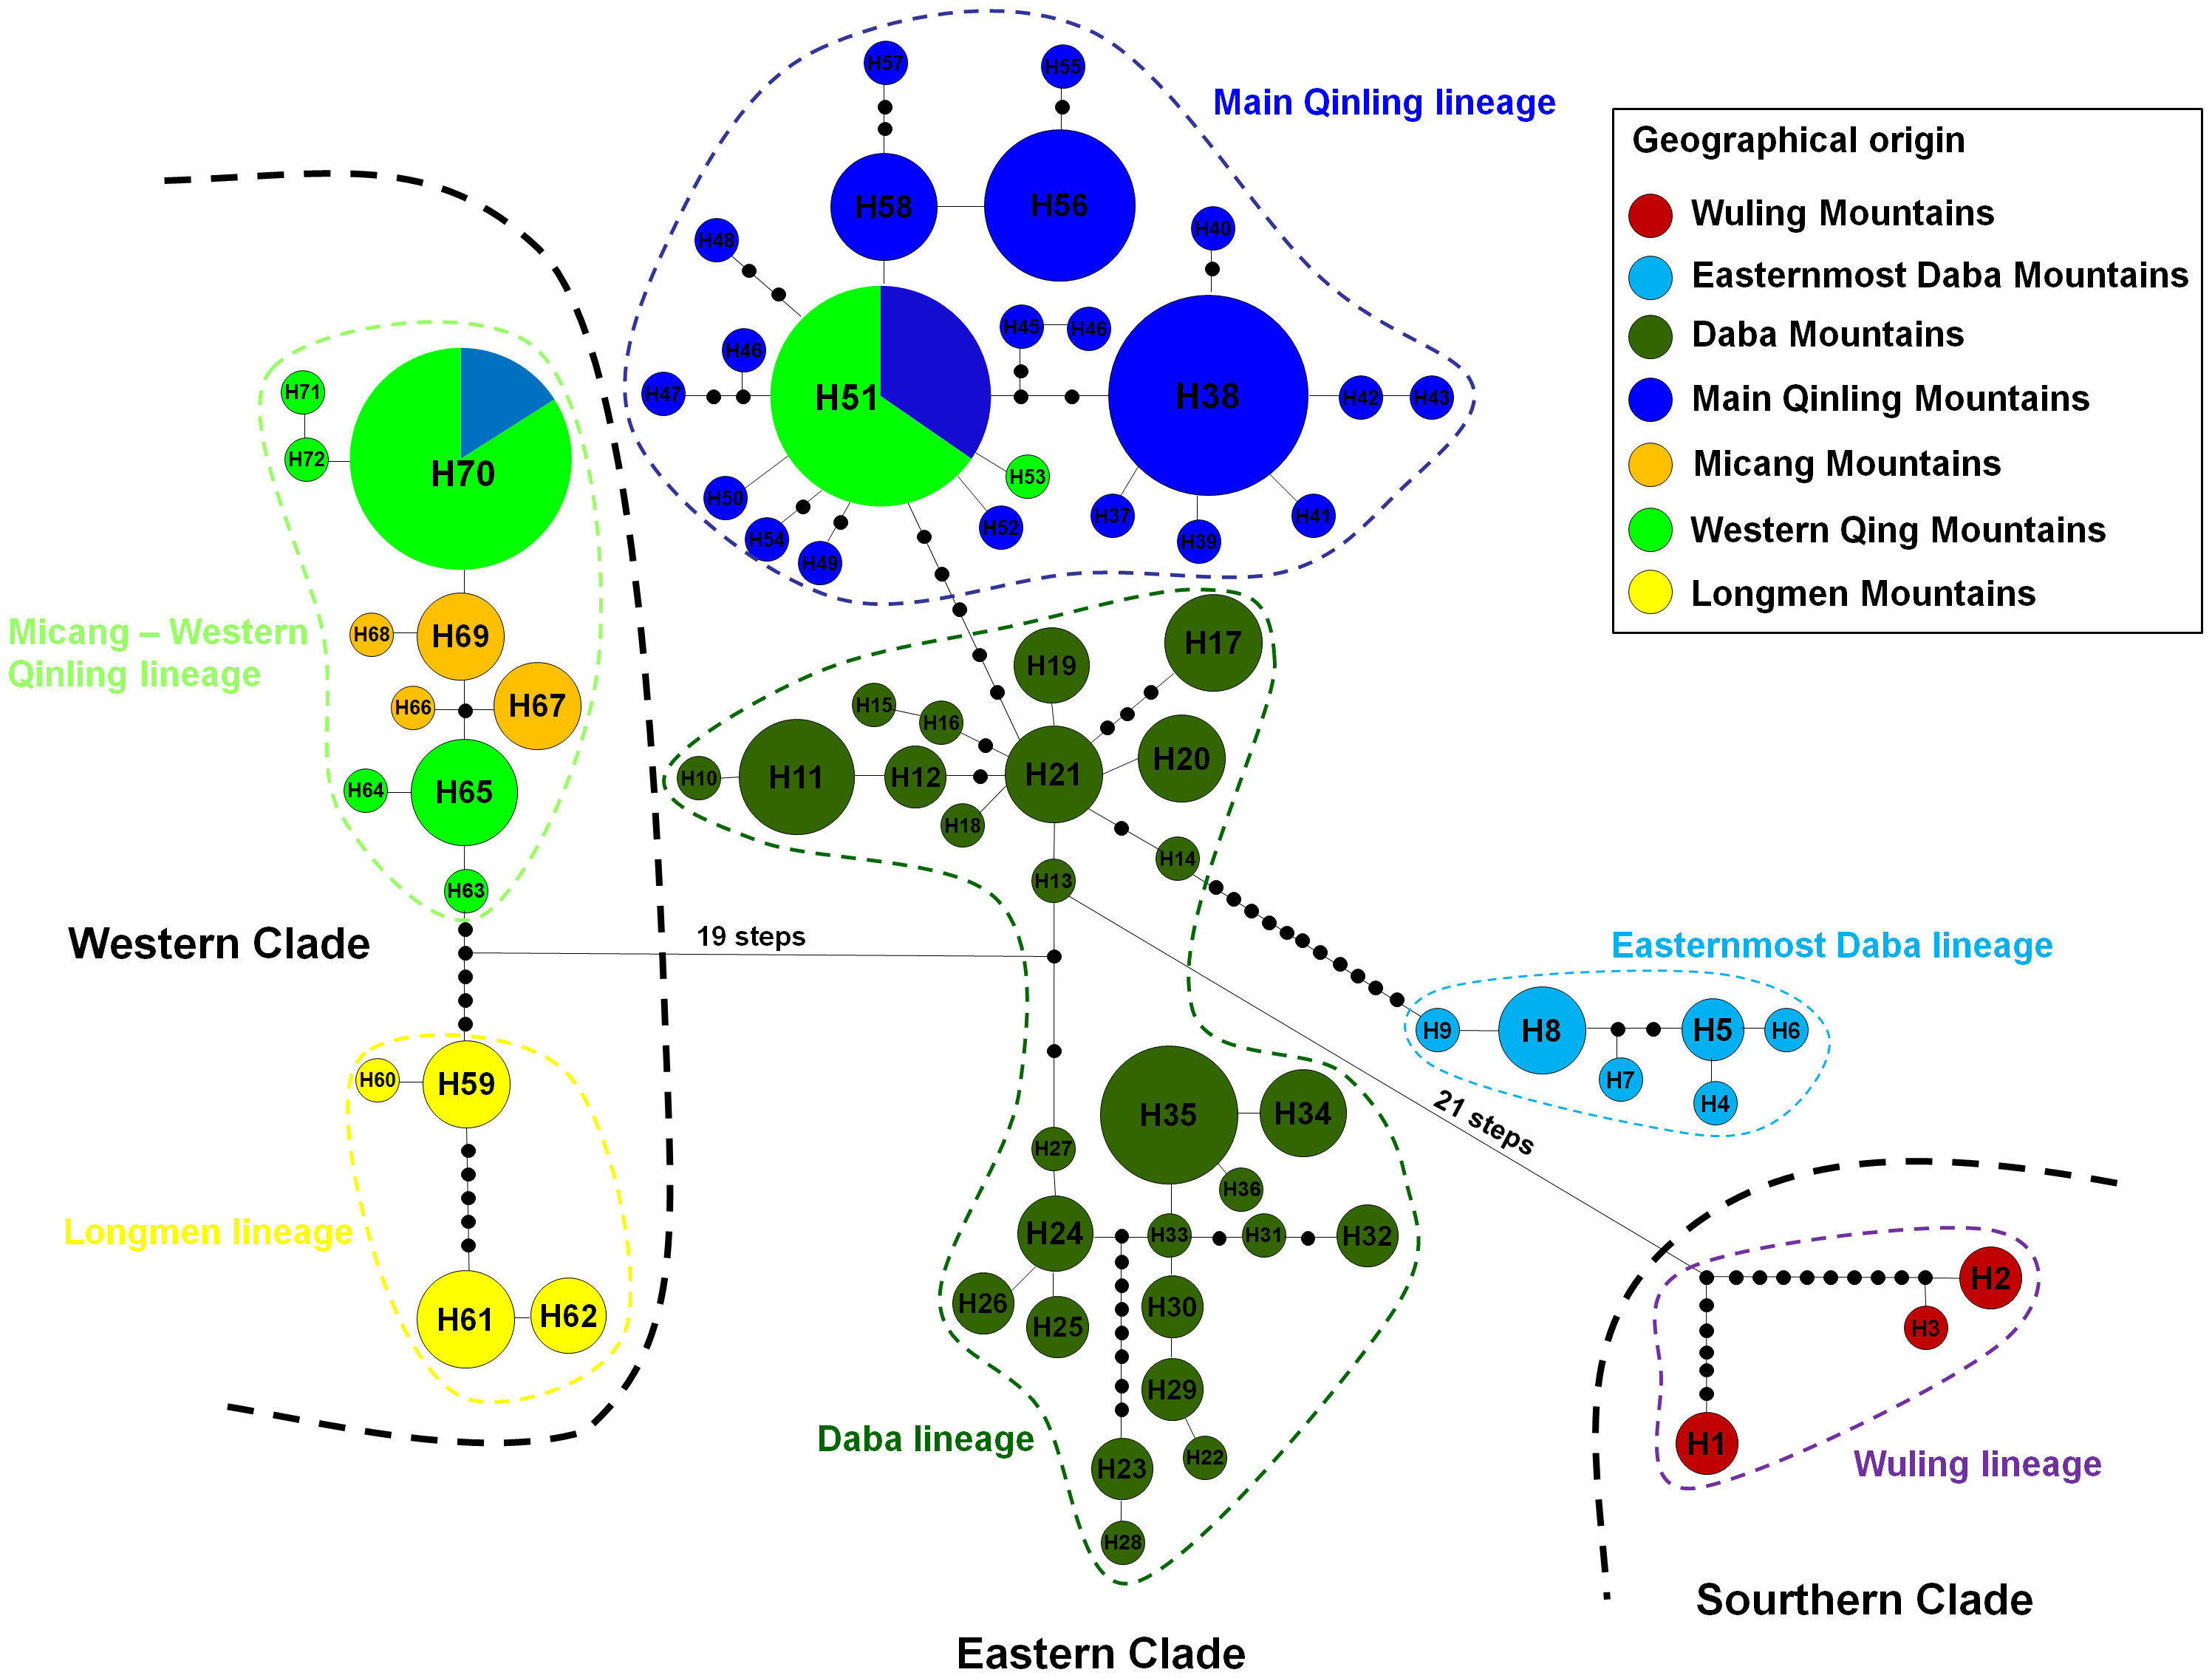 H57
H55
Main Qinling lineage
Geographical origin
Wuling Mountains
Easternmost Daba Mountains
Daba Mountains
Main Qinling Mountains
Micang Mountains
Western Qing Mountains
Longmen Mountains
H58
H56
H48
H40
H45
H46
H46
H47
H51
H38
H42
H43
H50
H54
H49
H53
H52
H37
H39
H41
H71
H72
H70
H68
H69
H66
H67
H64
H65
H63
Micang – Western
Qinling lineage
Western Clade
19 steps
H17
H19
H15
H16
H20
H10
H11
H12
H21
H18
H14
H13
Easternmost Daba lineage
H9
H8
H5
H6
H7
H4
21 steps
H60
H59
Longmen lineage
H61
H62
H35
H34
H27
H36
H24
H33
H31
H32
H26
H25
H30
H29
H23
H22
H28
Daba lineage
H2
H3
H1
Wuling lineage
Sourthern Clade
Eastern Clade